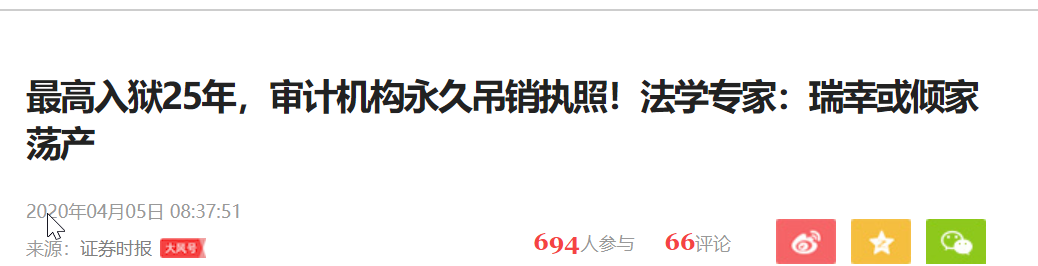 最高入狱25年，审计机构永久吊销执照！法学专家：瑞幸或倾家
荡产
2020年04月05日 08:37:51
来源：证券时报 大风号
694人参与 66评论